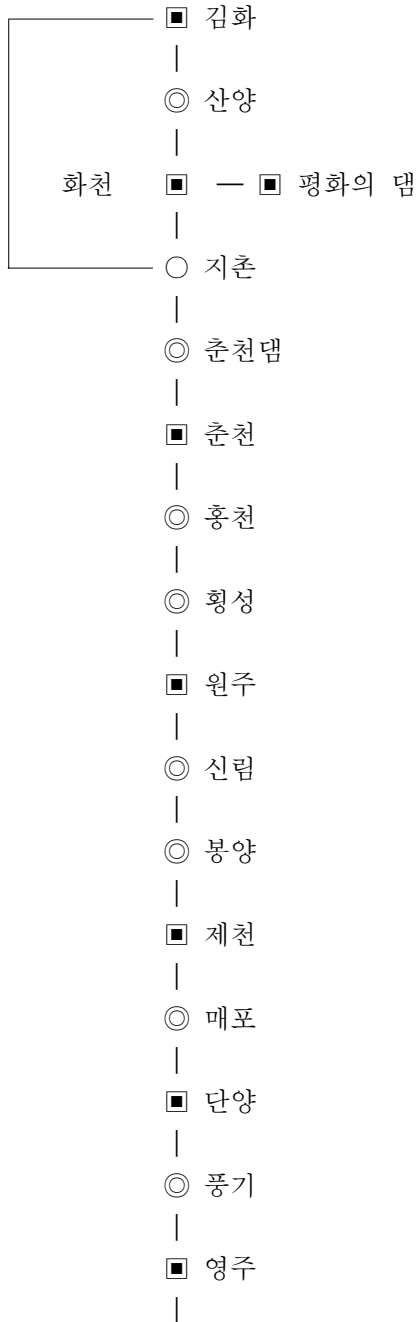 ▣ 김화
◎ 산양
화천 ▣ — ▣ 평화의 댐
○ 지촌
◎ 춘천댐
▣ 춘천
◎ 홍천
◎ 횡성
▣ 원주
◎ 신림
◎ 봉양
▣ 제천
◎ 매포
▣ 단양
◎ 풍기
▣ 영주